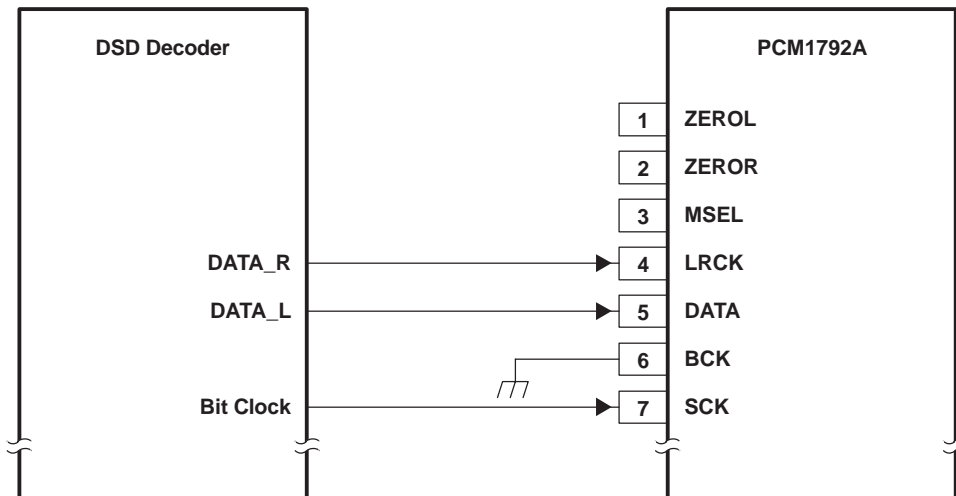 DSD Decoder
PCM1792A
1 ZEROL
2 ZEROR
3 MSEL
DATA_R
4 LRCK
DATA_L
5 DATA
6 BCK
Bit Clock
7 SCK